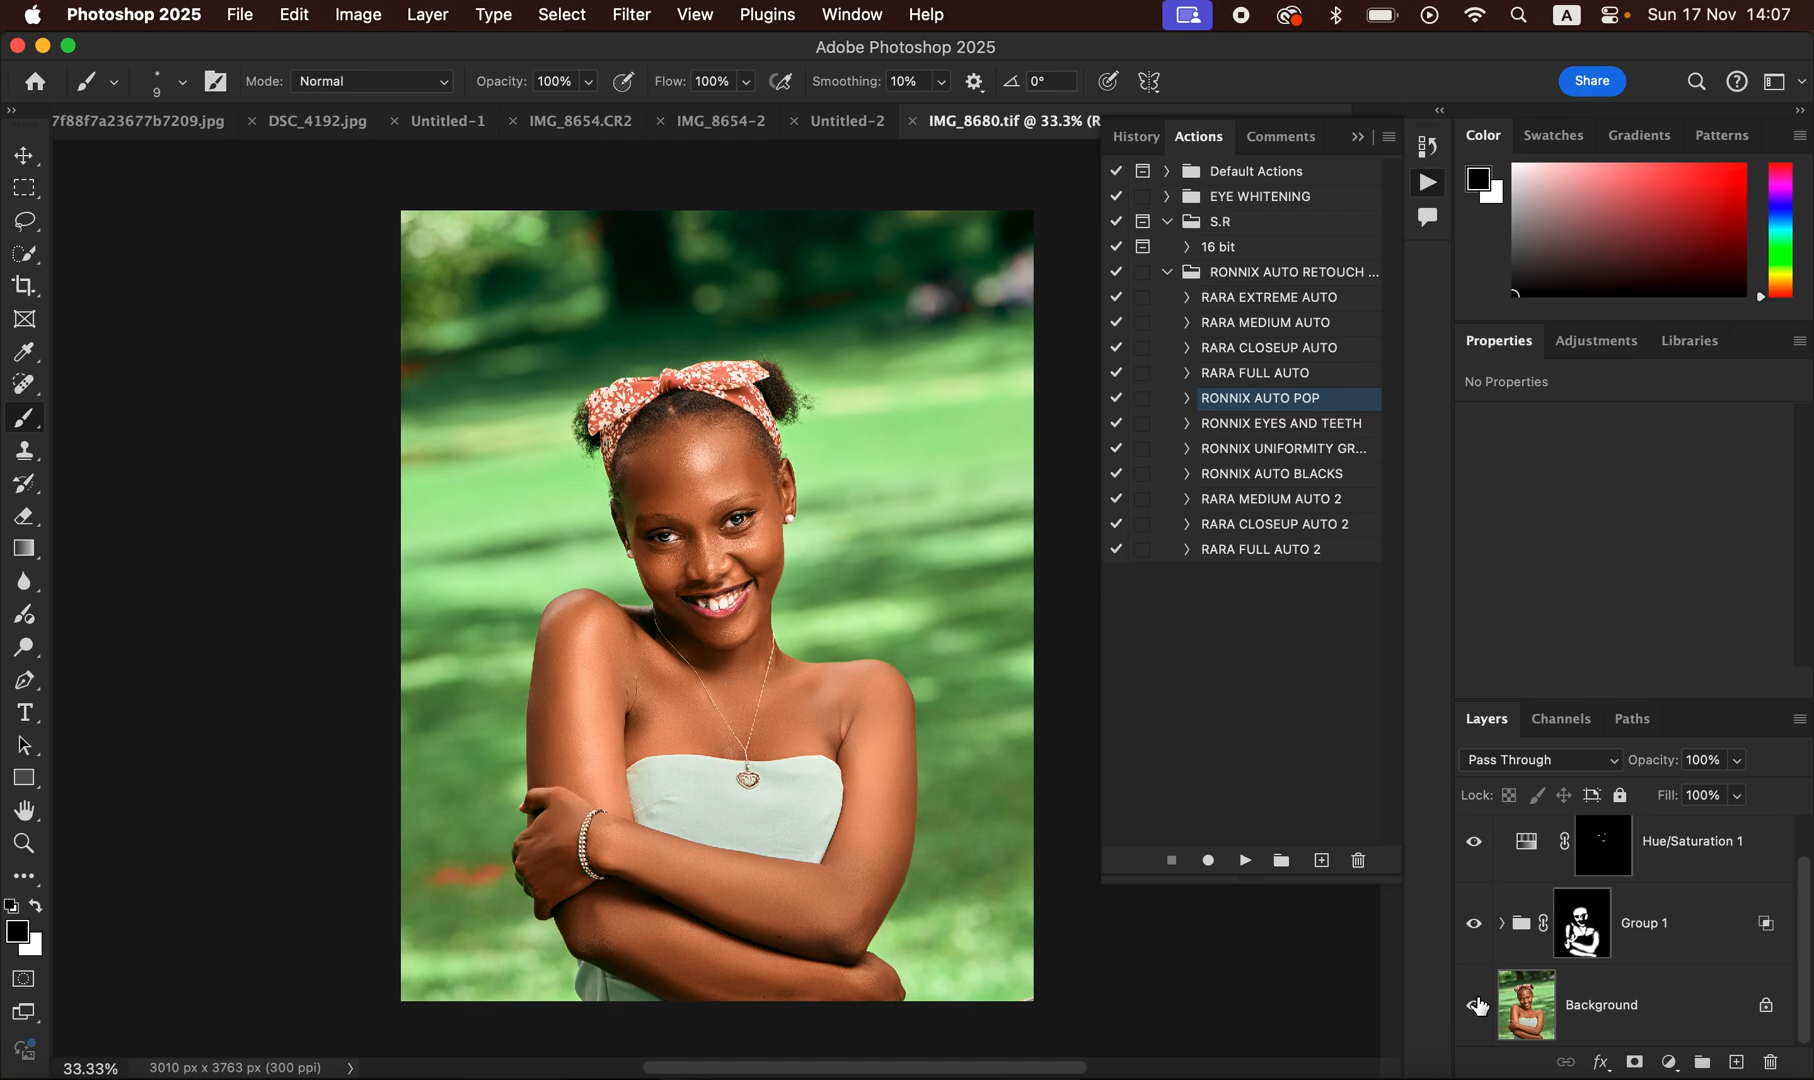 Photoshop 2025 File Edit Image Layer Type Select Filter View Plugins Window Help A Sun 17 Nov 14:07
Adobe Photoshop 2025
9 Mode: Normal Opacity: 100% Flow: 100% Smoothing: 10% 0° Share
7f88f7a23677b7209.jpg DSC_4192.jpg Untitled-1 IMG_8654.CR2 IMG_8654-2 Untitled-2 IMG_8680.tif @ 33.3% (R
History Actions Comments
Default Actions
EYE WHITENING
S.R
16 bit
RONNIX AUTO RETOUCH ...
RARA EXTREME AUTO
RARA MEDIUM AUTO
RARA CLOSEUP AUTO
RARA FULL AUTO
RONNIX AUTO POP
RONNIX EYES AND TEETH
RONNIX UNIFORMITY GR...
RONNIX AUTO BLACKS
RARA MEDIUM AUTO 2
RARA CLOSEUP AUTO 2
RARA FULL AUTO 2
Color Swatches Gradients Patterns
Properties Adjustments Libraries
No Properties
Layers Channels Paths
Pass Through Opacity: 100%
Lock: Fill: 100%
Hue/Saturation 1
Group 1
Background
33.33% 3010 px x 3763 px (300 ppi)